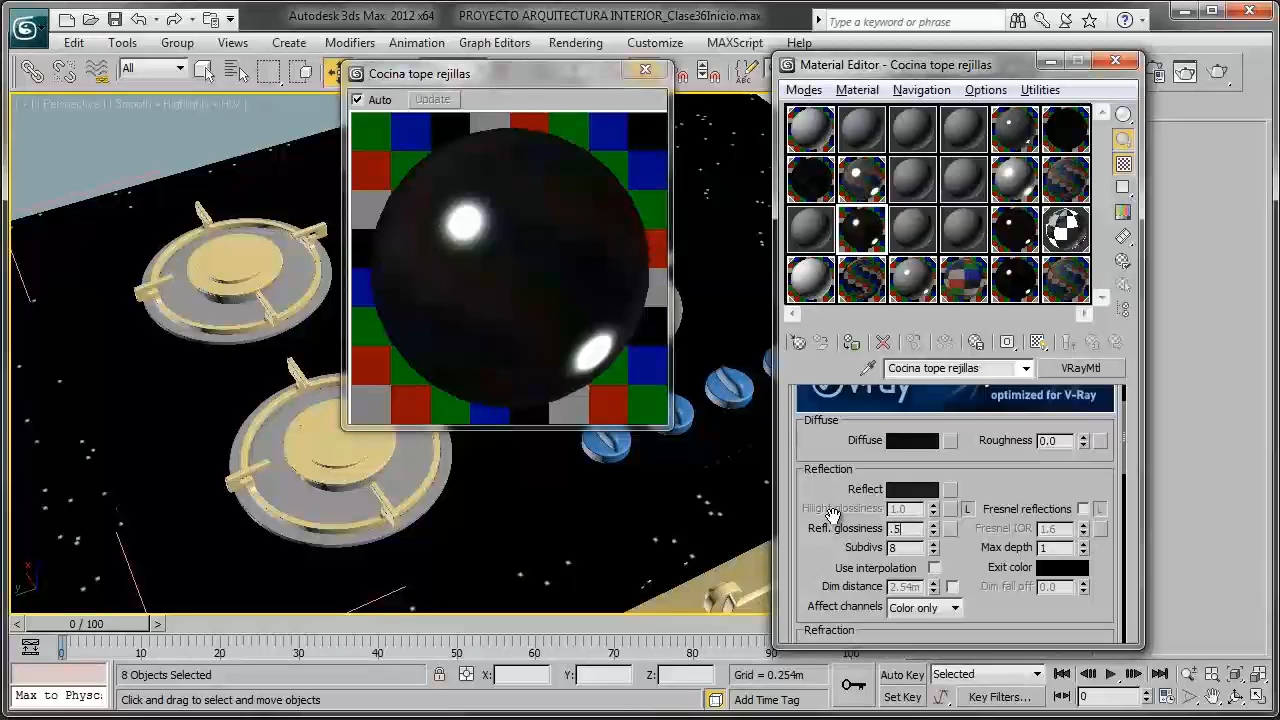 Autodesk 3ds Max 2012 x64 PROYECTO ARQUITECTURA INTERIOR_Clase36Inicio.max
Type a keyword or phrase
Edit Tools Group Views Create Modifiers Animation Graph Editors Rendering Customize MAXScript Help
All
Cocina tope rejillas
Auto Update
Material Editor - Cocina tope rejillas
Modes Material Navigation Options Utilities
Cocina tope rejillas VRayMtl
optimized for V-Ray
Diffuse
Diffuse Roughness 0.0
Reflection
Reflect
1.0 Fresnel reflections L
L
Refl. glossiness .5 Fresnel IOR 1.6
Subdivs 8 Max depth 1
Use interpolation Exit color
Dim distance 2.54m Dim fall off 0.0
Affect channels Color only
Refraction
0 / 100
0 10 20 30 40 50 60 70 80 90 100
8 Objects Selected X: Y: Z: Grid = 0.254m Auto Key Selected
Max to Physc Click and drag to select and move objects Add Time Tag Set Key Key Filters... 0